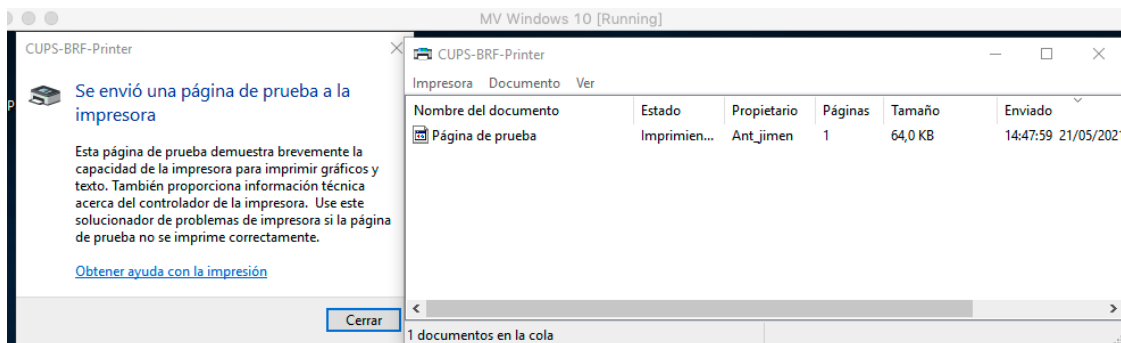 MV Windows 10 [Running]
CUPS-BRF-Printer
Se envió una página de prueba a la
impresora
Esta página de prueba demuestra brevemente la
capacidad de la impresora para imprimir gráficos y
texto. También proporciona información técnica
acerca del controlador de la impresora. Use este
solucionador de problemas de impresora si la página
de prueba no se imprime correctamente.
Obtener ayuda con la impresión
Cerrar
CUPS-BRF-Printer
Impresora Documento Ver
Nombre del documento Estado Propietario Páginas Tamaño Enviado
Página de prueba Imprimien... Ant_jimen 1 64,0 KB 14:47:59 21/05/2021
1 documentos en la cola